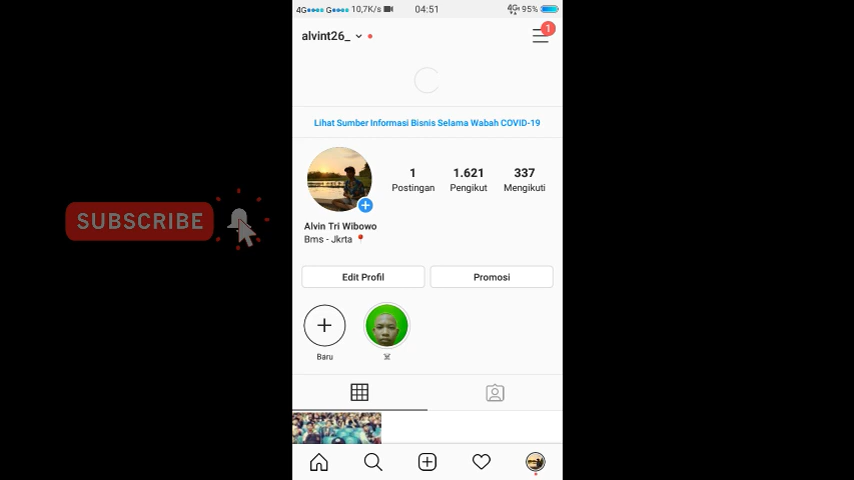 4G G 10,7K/s 04:51 4G 95%
alvint26_ 1
Lihat Sumber Informasi Bisnis Selama Wabah COVID-19
1 1.621 337
Postingan Pengikut Mengikuti
Alvin Tri Wibowo
Bms - Jkrta
Edit Profil Promosi
Baru
SUBSCRIBE